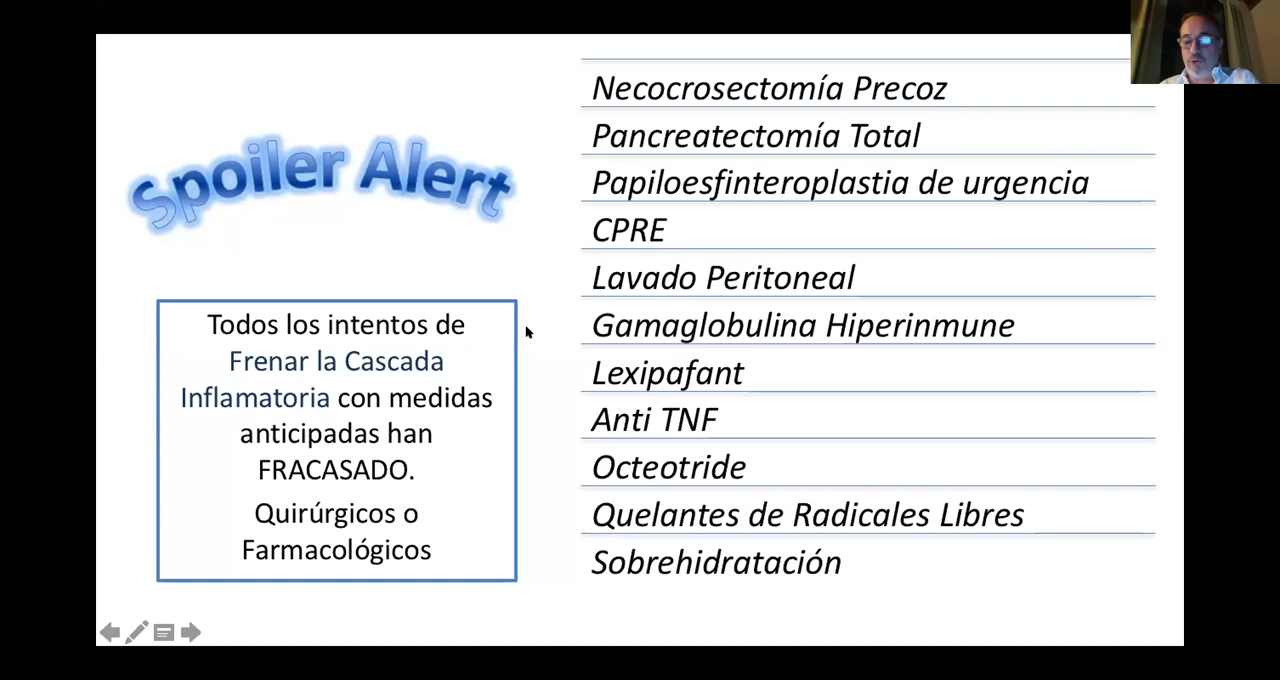 Spoiler Alert
Todos los intentos de
Frenar la Cascada
Inflamatoria con medidas
anticipadas han
FRACASADO.
Quirúrgicos o
Farmacológicos
Necocrosectomía Precoz
Pancreatectomía Total
Papiloesfinteroplastia de urgencia
CPRE
Lavado Peritoneal
Gamaglobulina Hiperinmune
Lexipafant
Anti TNF
Octeotride
Quelantes de Radicales Libres
Sobrehidratación